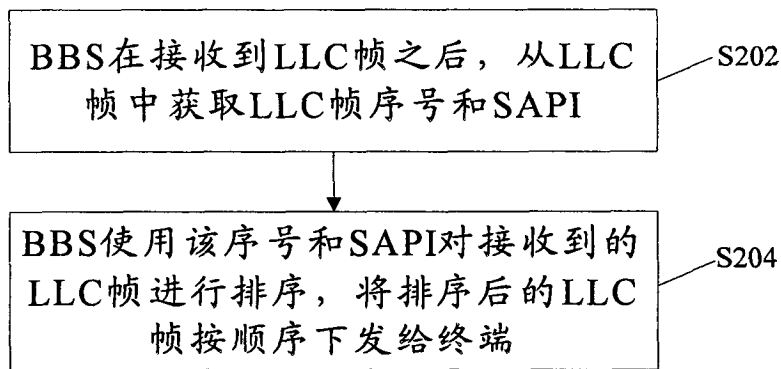 BBS在接收到LLC帧之后，从LLC
帧中获取LLC帧序号和SAPI
S202
BBS使用该序号和SAPI对接收到的
LLC帧进行排序，将排序后的LLC
帧按顺序下发给终端
S204